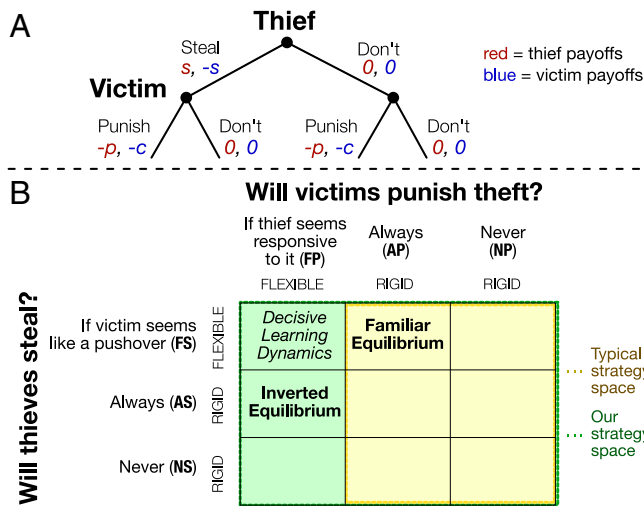 A
Thief
Steal
s, -s
Don't
0, 0
red = thief payoffs
blue = victim payoffs
Victim
Punish
-p, -c
Don't
0, 0
Punish
-p, -c
Don't
0, 0
B
Will victims punish theft?
If thief seems
responsive
to it (FP)
Always
(AP)
Never
(NP)
FLEXIBLE
RIGID
RIGID
Will thieves steal?
If victim seems
like a pushover (FS)
FLEXIBLE
Decisive
Learning
Dynamics
Familiar
Equilibrium
Always (AS)
RIGID
Inverted
Equilibrium
Never (NS)
RIGID
Typical
strategy
space
Our
strategy
space